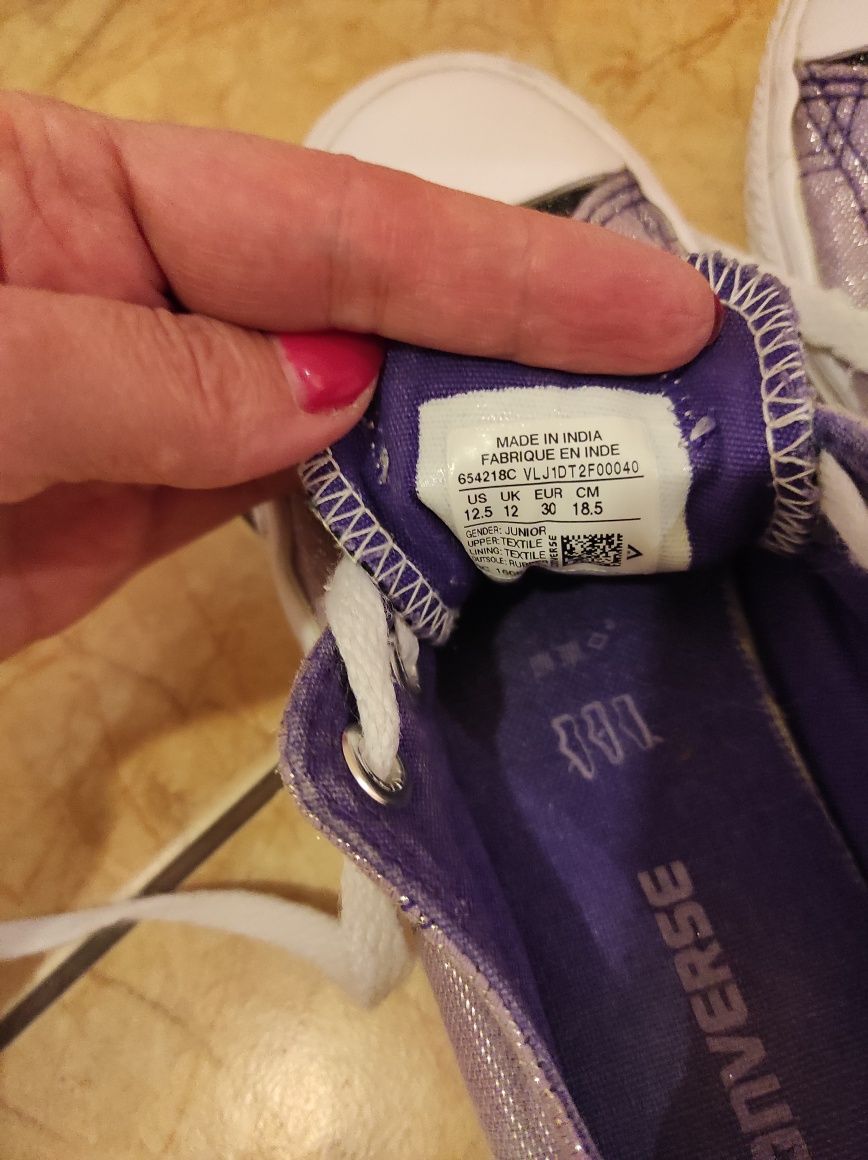 MADE IN INDIA
FABRIQUE EN INDE
654218C VLJ1DT2F00040
US UK EUR CM
12.5 12 30 18.5
GENDER: JUNIOR
UPPER: TEXTILE
LINING: TEXTILE